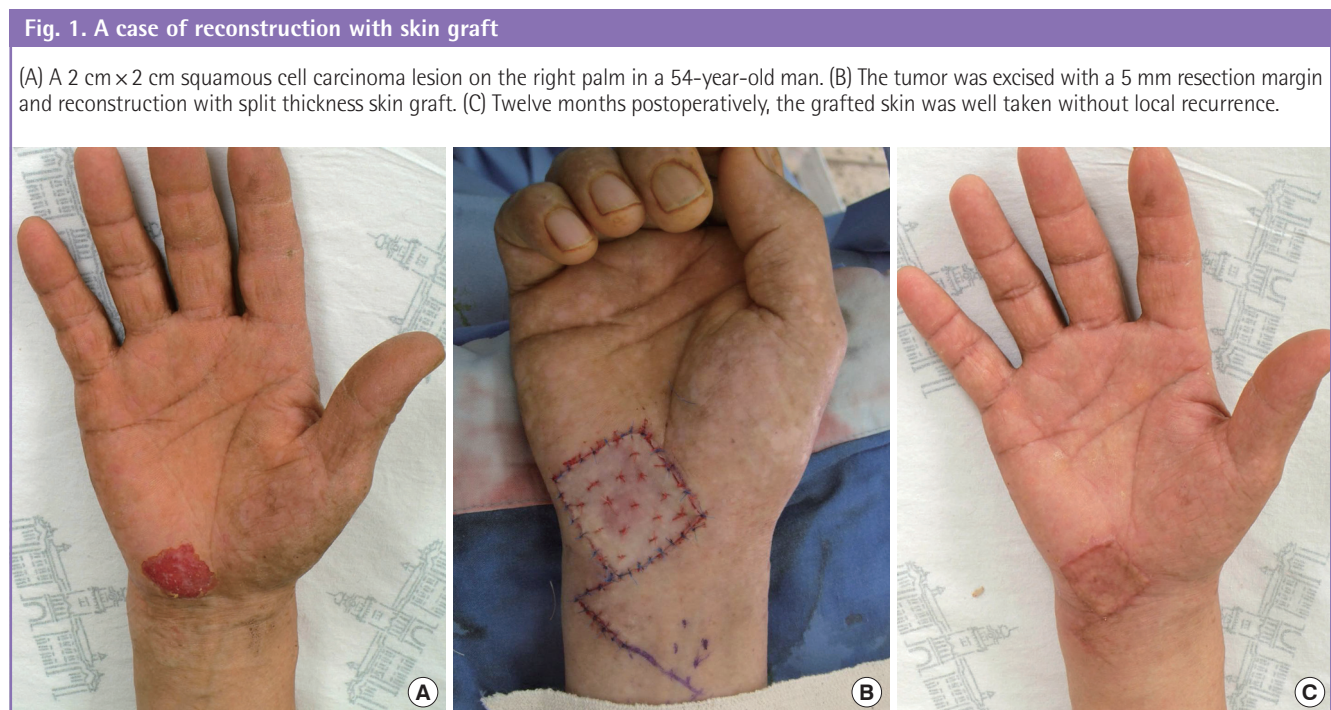 Fig. 1. A case of reconstruction with skin graft
(A) A 2 cm × 2 cm squamous cell carcinoma lesion on the right palm in a 54-year-old man. (B) The tumor was excised with a 5 mm resection margin
and reconstruction with split thickness skin graft. (C) Twelve months postoperatively, the grafted skin was well taken without local recurrence.
A
B
C